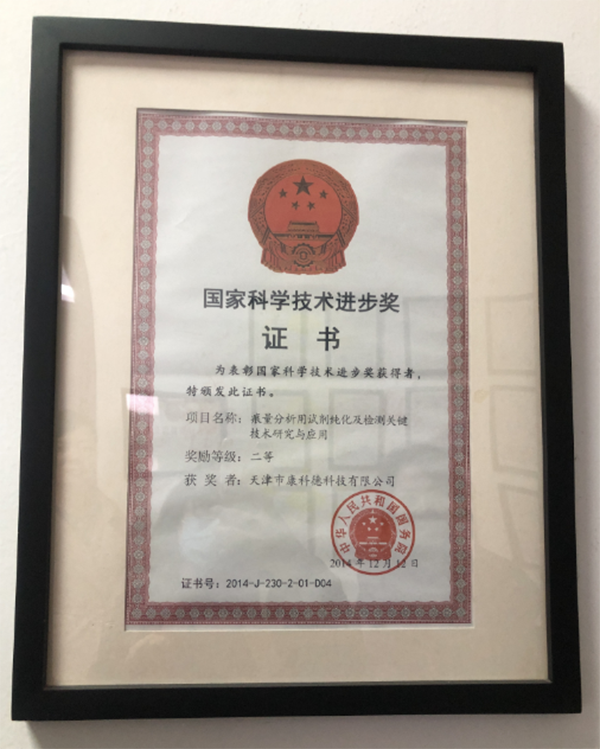 国家科学技术进步奖
证书
为表彰国家科学技术进步奖获得者，
特颁发此证书。
项目名称：痕量分析用试剂纯化及检测关键
技术研究与应用
奖励等级：二等
获奖者：天津市康科德科技有限公司
中华人民共和国国务院
2014年12月12日
证书号：2014-J-230-2-01-D04